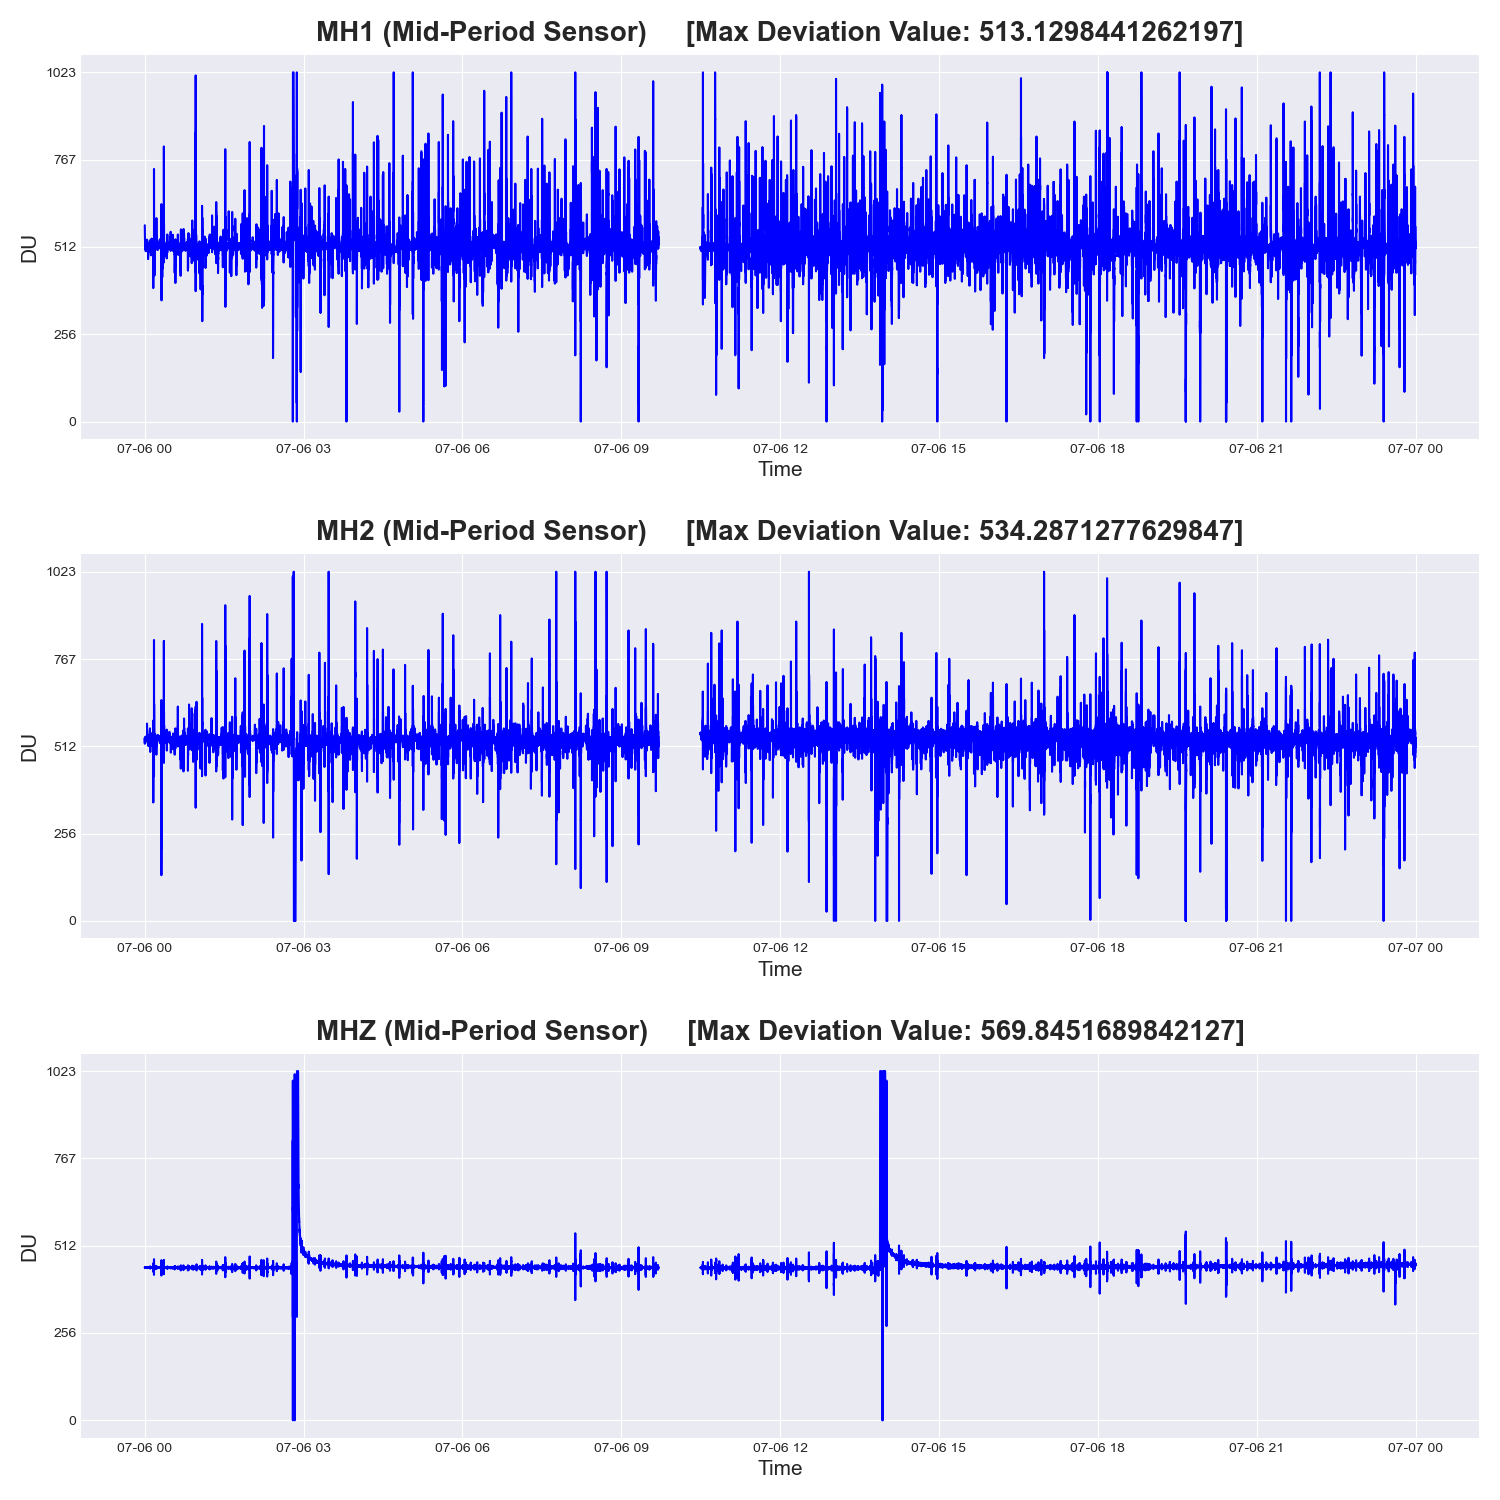 MH1 (Mid-Period Sensor) [Max Deviation Value: 513.1298441262197]
1023
767
512
256
0
DU
07-06 00 07-06 03 07-06 06 07-06 09 07-06 12 07-06 15 07-06 18 07-06 21 07-07 00
Time
MH2 (Mid-Period Sensor) [Max Deviation Value: 534.2871277629847]
1023
767
512
256
0
DU
07-06 00 07-06 03 07-06 06 07-06 09 07-06 12 07-06 15 07-06 18 07-06 21 07-07 00
Time
MHZ (Mid-Period Sensor) [Max Deviation Value: 569.8451689842127]
1023
767
512
256
0
DU
07-06 00 07-06 03 07-06 06 07-06 09 07-06 12 07-06 15 07-06 18 07-06 21 07-07 00
Time